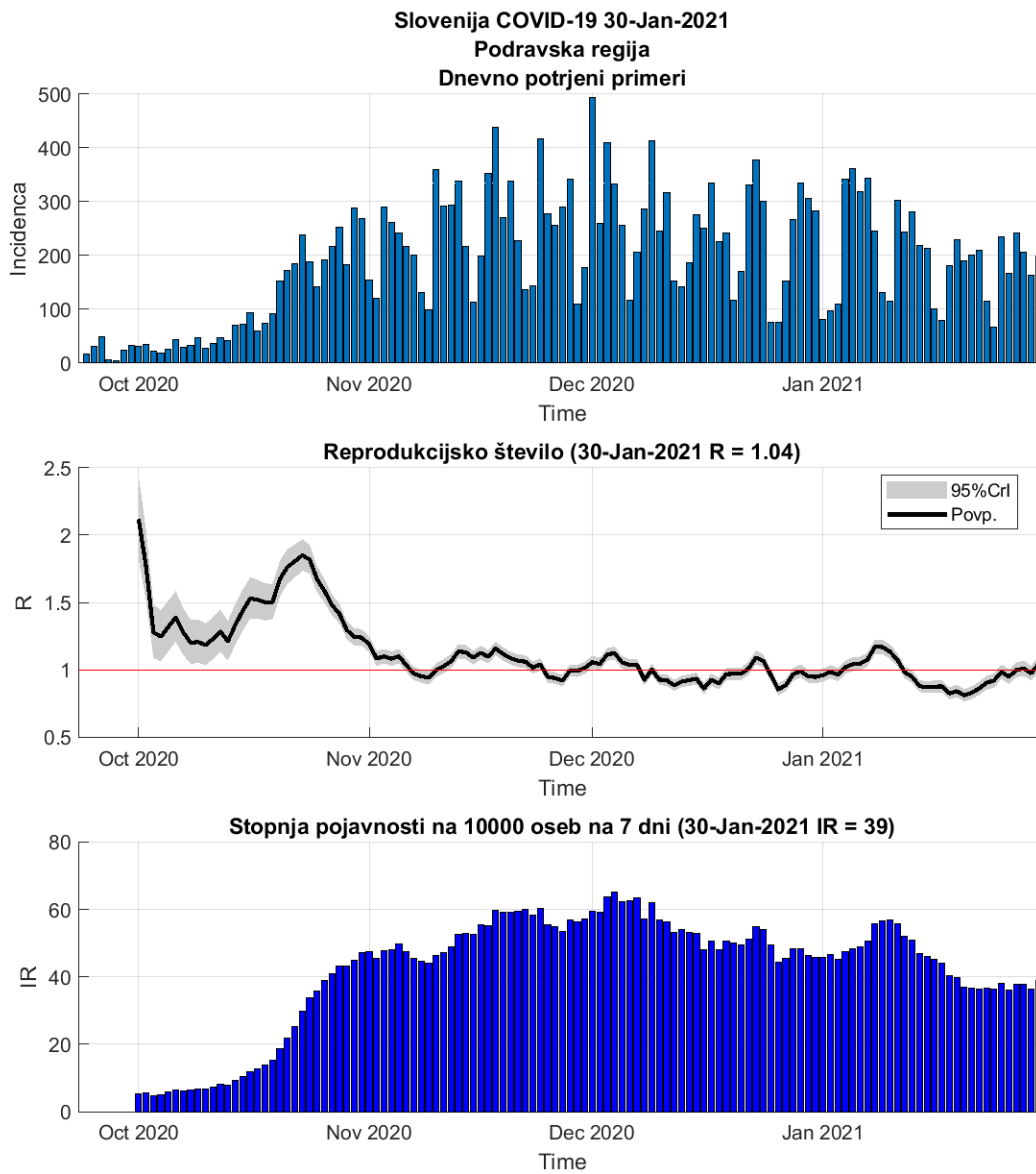 Slovenija COVID-19 30-Jan-2021
Podravska regija
Dnevno potrjeni primeri
500
400
300
200
100
0
Incidenca
Oct 2020 Nov 2020 Dec 2020 Jan 2021
Time
Reprodukcijsko število (30-Jan-2021 R = 1.04)
2.5
2
1.5
1
0.5
R
95%CrI
Povp.
Oct 2020 Nov 2020 Dec 2020 Jan 2021
Time
Stopnja pojavnosti na 10000 oseb na 7 dni (30-Jan-2021 IR = 39)
80
60
40
20
0
IR
Oct 2020 Nov 2020 Dec 2020 Jan 2021
Time